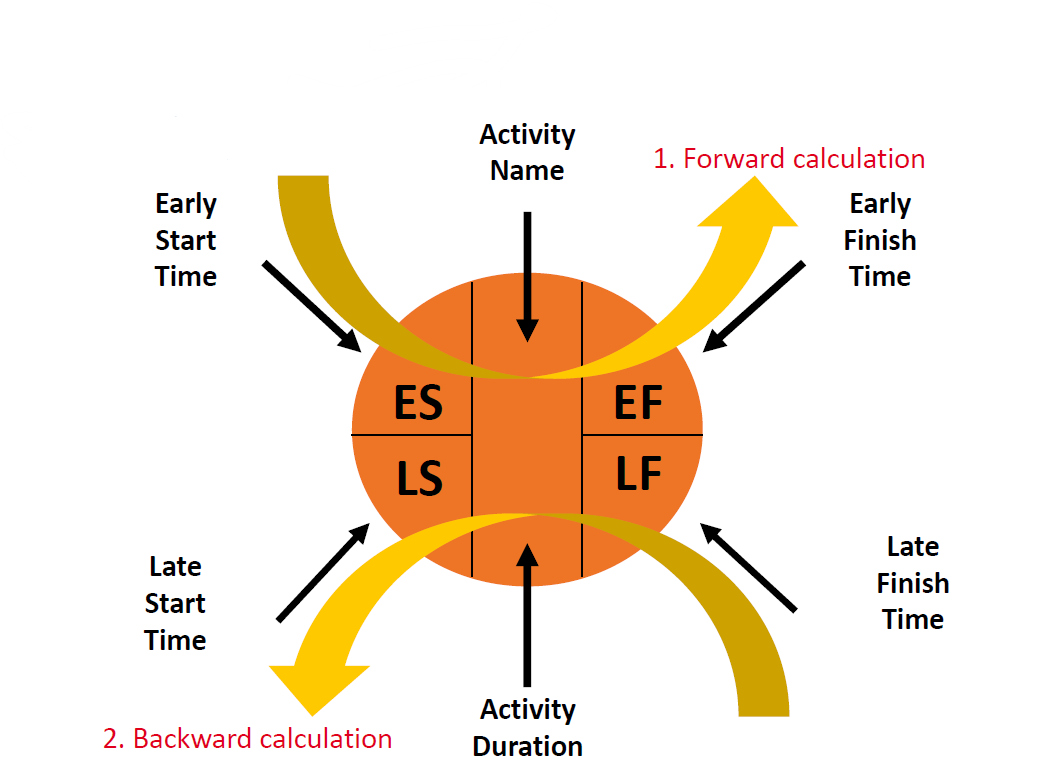 Activity
Name
1. Forward calculation
Early
Start
Time
Early
Finish
Time
ES
EF
LS
LF
Late
Start
Time
Late
Finish
Time
Activity
Duration
2. Backward calculation